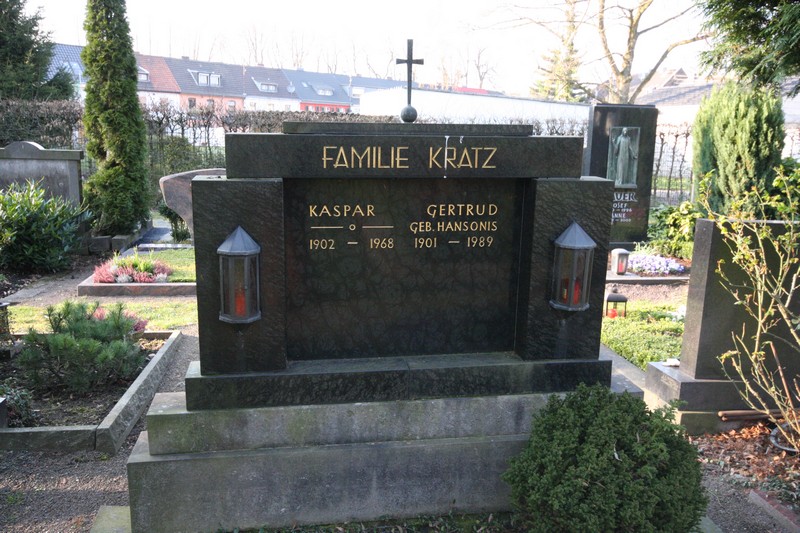 FAMILIE KRATZ
KASPAR GERTRUD
GEB. HANSONIS
1902 — 1968 1901 — 1989